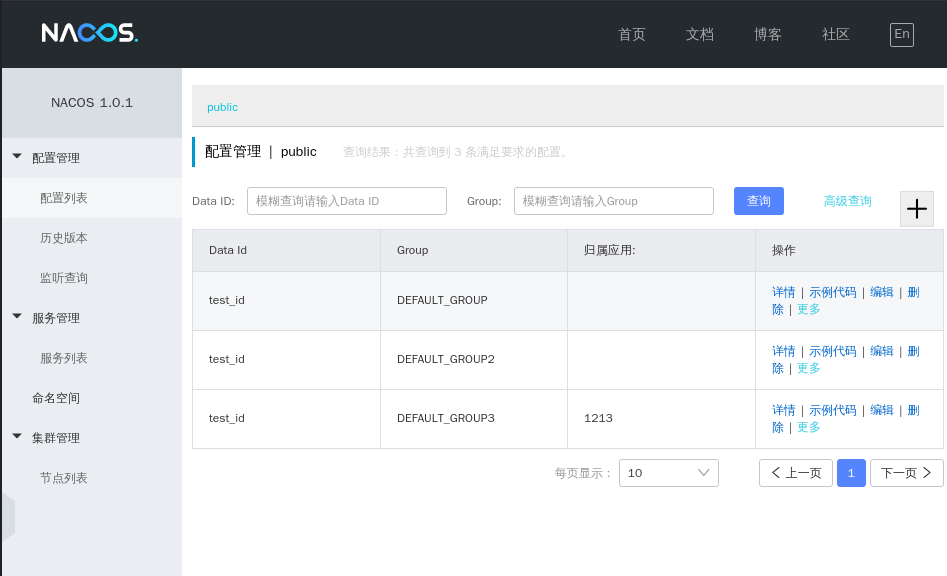 NACOS.
首页 文档 博客 社区 En
NACOS 1.0.1
配置管理
配置列表
历史版本
监听查询
服务管理
服务列表
命名空间
集群管理
节点列表
public
配置管理 | public 查询结果：共查询到 3 条满足要求的配置。
Data ID: 模糊查询请输入Data ID Group: 模糊查询请输入Group 查询 高级查询
Data Id Group 归属应用: 操作
test_id DEFAULT_GROUP 详情 | 示例代码 | 编辑 | 删
除 | 更多
test_id DEFAULT_GROUP2 详情 | 示例代码 | 编辑 | 删
除 | 更多
test_id DEFAULT_GROUP3 1213 详情 | 示例代码 | 编辑 | 删
除 | 更多
每页显示： 10 上一页 1 下一页